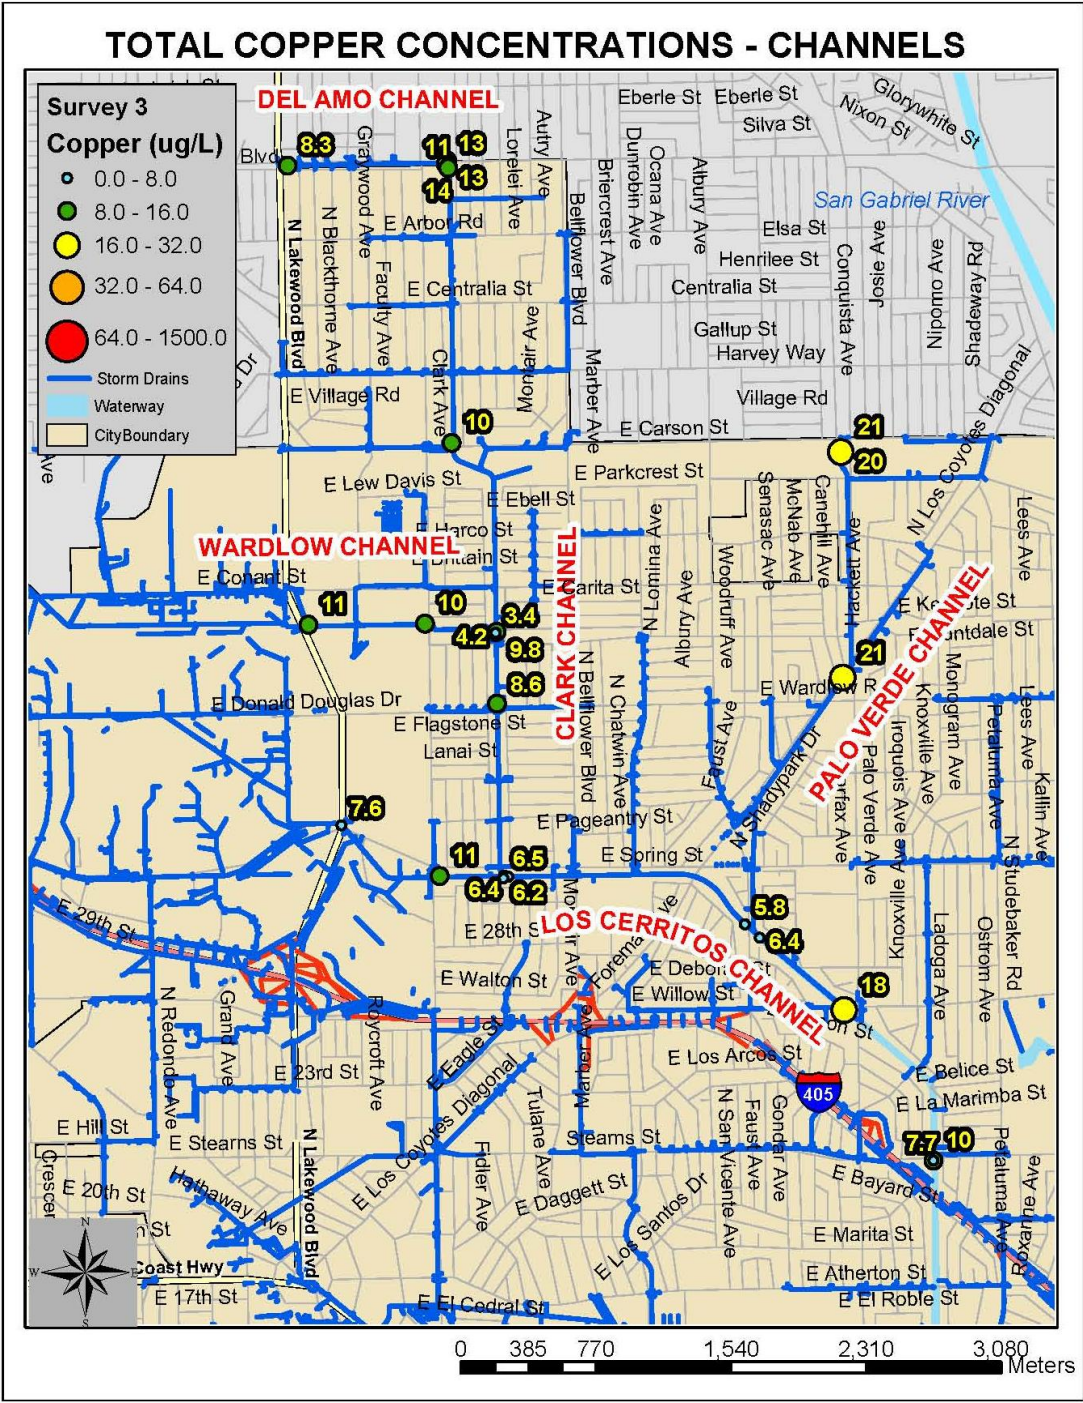 TOTAL COPPER CONCENTRATIONS - CHANNELS
Survey 3
Copper (ug/L)
0.0 - 8.0
8.0 - 16.0
16.0 - 32.0
32.0 - 64.0
64.0 - 1500.0
Storm Drains
Waterway
CityBoundary
DEL AMO CHANNEL
Eberle St
Eberle St
Silva St
Nixon St
Glorywhite St
Blvd
8.3
Graywood Ave
11
13
13
14
Lorelei Ave
Autry Ave
Bellflower Blvd
Briercrest Ave
Dunrobin Ave
Ocana Ave
Albury Ave
San Gabriel River
N Lakewood Blvd
N Blackthorne Ave
Faculty Ave
E Arbor Rd
Elsa St
Henrilee St
Centralia St
Conquista Ave
Josie Ave
Nipomo Ave
Shadeway Rd
E Centralia St
Gallup St
Harvey Way
Dr
Clark Ave
Montair Ave
Marber Ave
E Village Rd
Village Rd
N Los Coyotes Diagonal
10
E Carson St
21
20
Ave
E Lew Davis St
E Parkcrest St
E Ebell St
Senasac Ave
McNab Ave
Canehill Ave
Harvey Ave
Lees Ave
E Harco St
WARDLOW CHANNEL
E Brittain St
CLARK CHANNEL
N Lomina Ave
Albury Ave
Woodruff Ave
E Conant St
E Carita St
11
10
3.4
4.2
9.8
PALO VERDE CHANNEL
8.6
21
E Donald Douglas Dr
E Flagstone St
Lanai St
N Bellflower Blvd
N Chatwin Ave
E Wardlow R
Faust Ave
N Shadypark Dr
Palo Verde Ave
Iroquois Ave
Knoxville Ave
Knoxville Ave
Monogram Ave
Petaluma Ave
Lees Ave
Kallin Ave
7.6
E Pageantry St
E Spring St
N Studebaker Rd
11
6.5
6.4
6.2
5.8
6.4
E 29th St
E 28th S
LOS CERRITOS CHANNEL
Ladoga Ave
Ostrom Ave
E Walton St
E Willow St
18
on St
N Redondo Ave
Grand Ave
Roycroft Ave
E Eagle St
E Los Arcos St
E 23rd St
E Los Coyotes Diagonal
Marber Ave
405
E Belice St
E La Marimba St
E Hill St
E Stearns St
Stearns St
Tulane Ave
Fidler Ave
N San Vicente Ave
Faust Ave
Gondar Ave
7.7
10
Crescer
E 20th St
Hathaway Ave
N Lakewood Blvd
E Daggett St
E Los Santos Dr
E Bayard St
Petaluma Ave
Roxanne Ave
n St
N
W
E
S
Coast Hwy
E 17th St
E Marita St
E Atherton St
E El Cedral St
E El Roble St
0 385 770 1,540 2,310 3,080
Meters